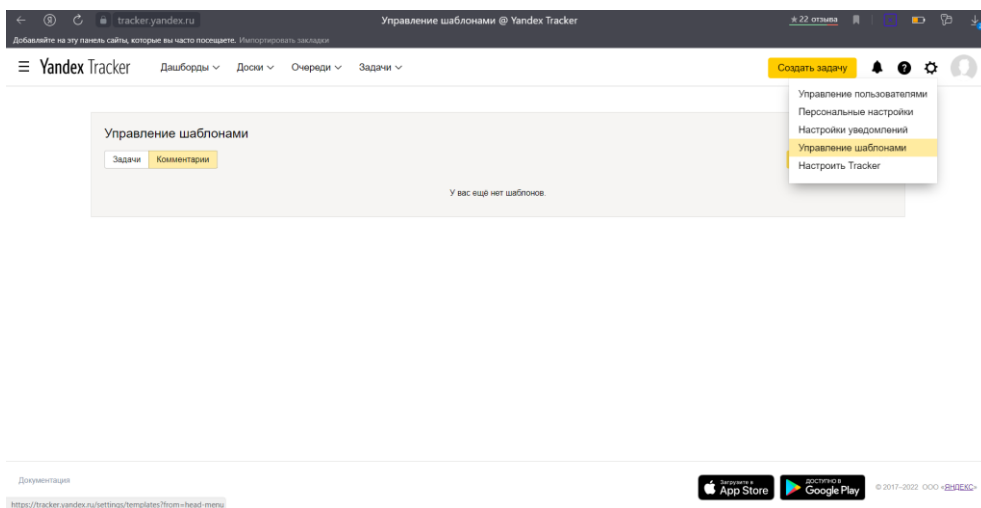 tracker.yandex.ru
Управление шаблонами @ Yandex Tracker
★ 22 отзыва
Добавляйте на эту панель сайты, которые вы часто посещаете. Импортировать закладки
Yandex Tracker
Дашборды
Доски
Очереди
Задачи
Создать задачу
Управление пользователями
Персональные настройки
Настройки уведомлений
Управление шаблонами
Настроить Tracker
Управление шаблонами
Задачи
Комментарии
У вас ещё нет шаблонов.
Документация
Загрузите в
App Store
ДОСТУПНО В
Google Play
© 2017–2022 ООО «ЯНДЕКС»
https://tracker.yandex.ru/settings/templates?from=head-menu